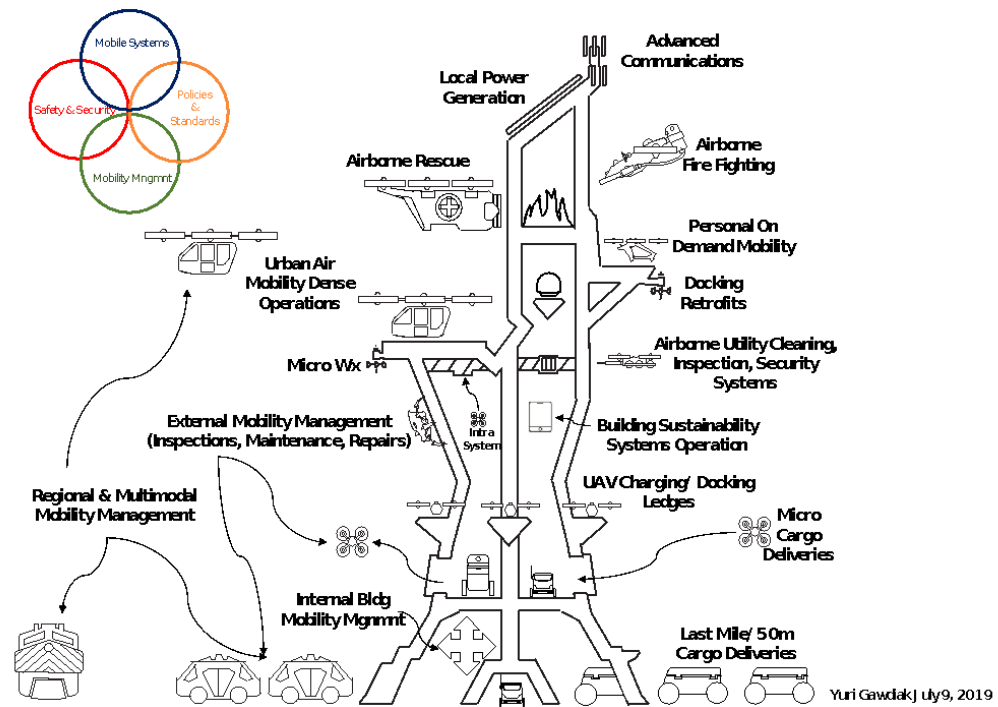 Mobile Systems
Safety & Security
Policies
&
Standards
Mobility Mngmnt
Advanced
Communications
Local Power
Generation
Airborne Rescue
Airborne
Fire Fighting
Personal On
Demand Mobility
Urban Air
Mobility Dense
Operations
Docking
Retrofits
Micro Wx
Airborne Utility Cleaning,
Inspection, Security
Systems
External Mobility Management
(Inspections, Maintenance, Repairs)
Intra
System
Building Sustainability
Systems Operation
Regional & Multimodal
Mobility Management
UAV Charging/ Docking
Ledges
Micro
Cargo
Deliveries
Internal Bldg
Mobility Mgnmnt
Last Mile/ 50m
Cargo Deliveries
Yuri Gawdiak July 9, 2019